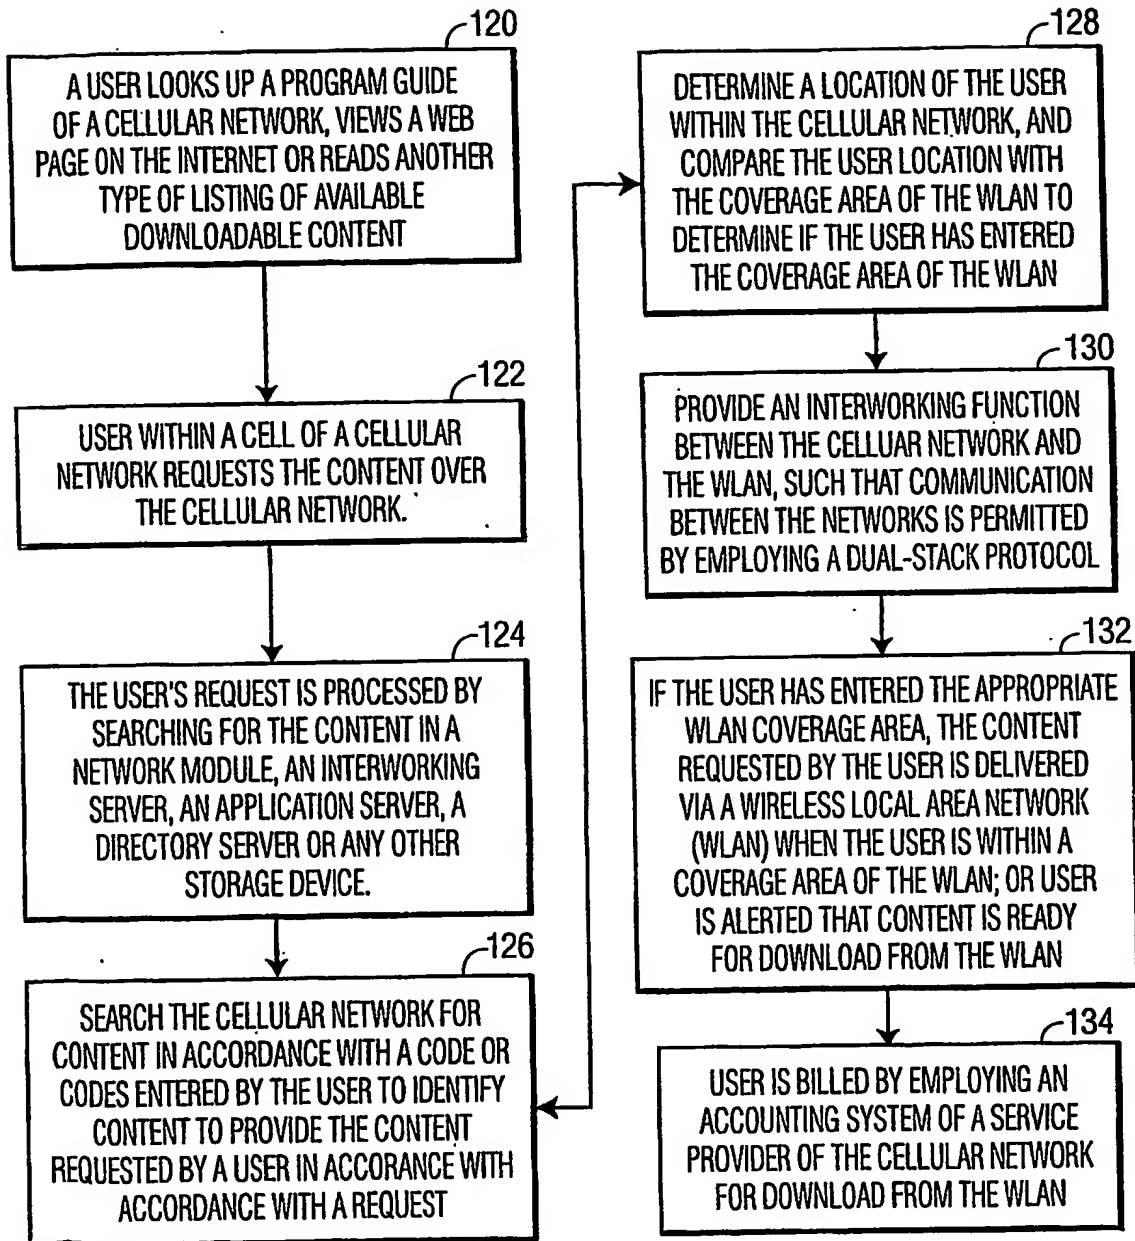 120
A USER LOOKS UP A PROGRAM GUIDE
OF A CELLULAR NETWORK, VIEWS A WEB
PAGE ON THE INTERNET OR READS ANOTHER
TYPE OF LISTING OF AVAILABLE
DOWNLOADABLE CONTENT
122
USER WITHIN A CELL OF A CELLULAR
NETWORK REQUESTS THE CONTENT OVER
THE CELLULAR NETWORK.
124
THE USER'S REQUEST IS PROCESSED BY
SEARCHING FOR THE CONTENT IN A
NETWORK MODULE, AN INTERWORKING
SERVER, AN APPLICATION SERVER, A
DIRECTORY SERVER OR ANY OTHER
STORAGE DEVICE.
126
SEARCH THE CELLULAR NETWORK FOR
CONTENT IN ACCORDANCE WITH A CODE OR
CODES ENTERED BY THE USER TO IDENTIFY
CONTENT TO PROVIDE THE CONTENT
REQUESTED BY A USER IN ACCORANCE WITH
ACCORDANCE WITH A REQUEST
128
DETERMINE A LOCATION OF THE USER
WITHIN THE CELLULAR NETWORK, AND
COMPARE THE USER LOCATION WITH
THE COVERAGE AREA OF THE WLAN TO
DETERMINE IF THE USER HAS ENTERED
THE COVERAGE AREA OF THE WLAN
130
PROVIDE AN INTERWORKING FUNCTION
BETWEEN THE CELLUAR NETWORK AND
THE WLAN, SUCH THAT COMMUNICATION
BETWEEN THE NETWORKS IS PERMITTED
BY EMPLOYING A DUAL-STACK PROTOCOL
132
IF THE USER HAS ENTERED THE APPROPRIATE
WLAN COVERAGE AREA, THE CONTENT
REQUESTED BY THE USER IS DELIVERED
VIA A WIRELESS LOCAL AREA NETWORK
(WLAN) WHEN THE USER IS WITHIN A
COVERAGE AREA OF THE WLAN; OR USER
IS ALERTED THAT CONTENT IS READY
FOR DOWNLOAD FROM THE WLAN
134
USER IS BILLED BY EMPLOYING AN
ACCOUNTING SYSTEM OF A SERVICE
PROVIDER OF THE CELLULAR NETWORK
FOR DOWNLOAD FROM THE WLAN